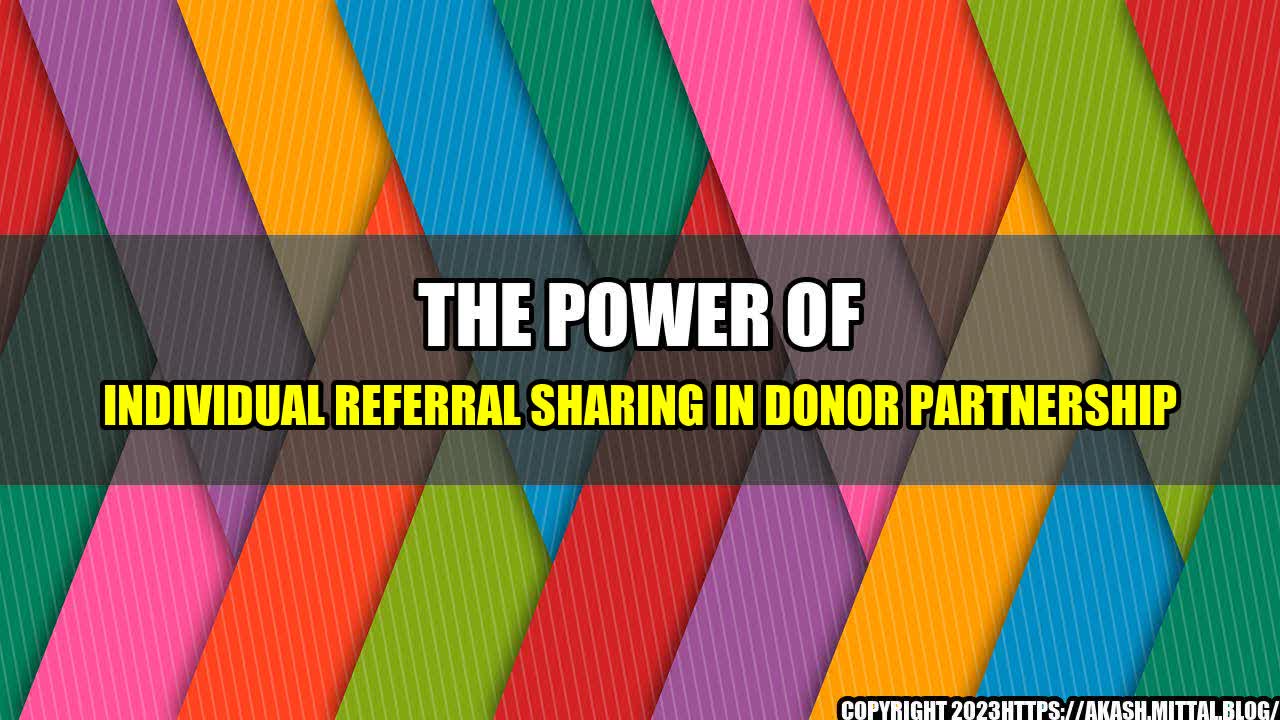 THE POWER OF
INDIVIDUAL REFERRAL SHARING IN DONOR PARTNERSHIP
COPYRIGHT 2023HTTPS://AKASH.MITTAL.BLOG/